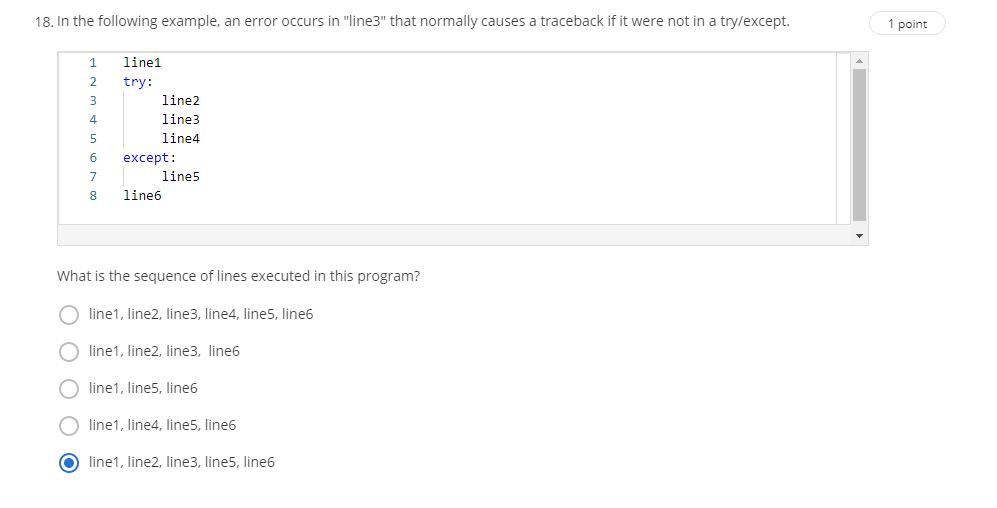 18. In the following example, an error occurs in "line3" that normally causes a traceback if it were not in a try/except.
1 point
1 line1
2 try:
3 line2
4 line3
5 line4
6 except:
7 line5
8 line6
What is the sequence of lines executed in this program?
line1, line2, line3, line4, line5, line6
line1, line2, line3, line6
line1, line5, line6
line1, line4, line5, line6
line1, line2, line3, line5, line6